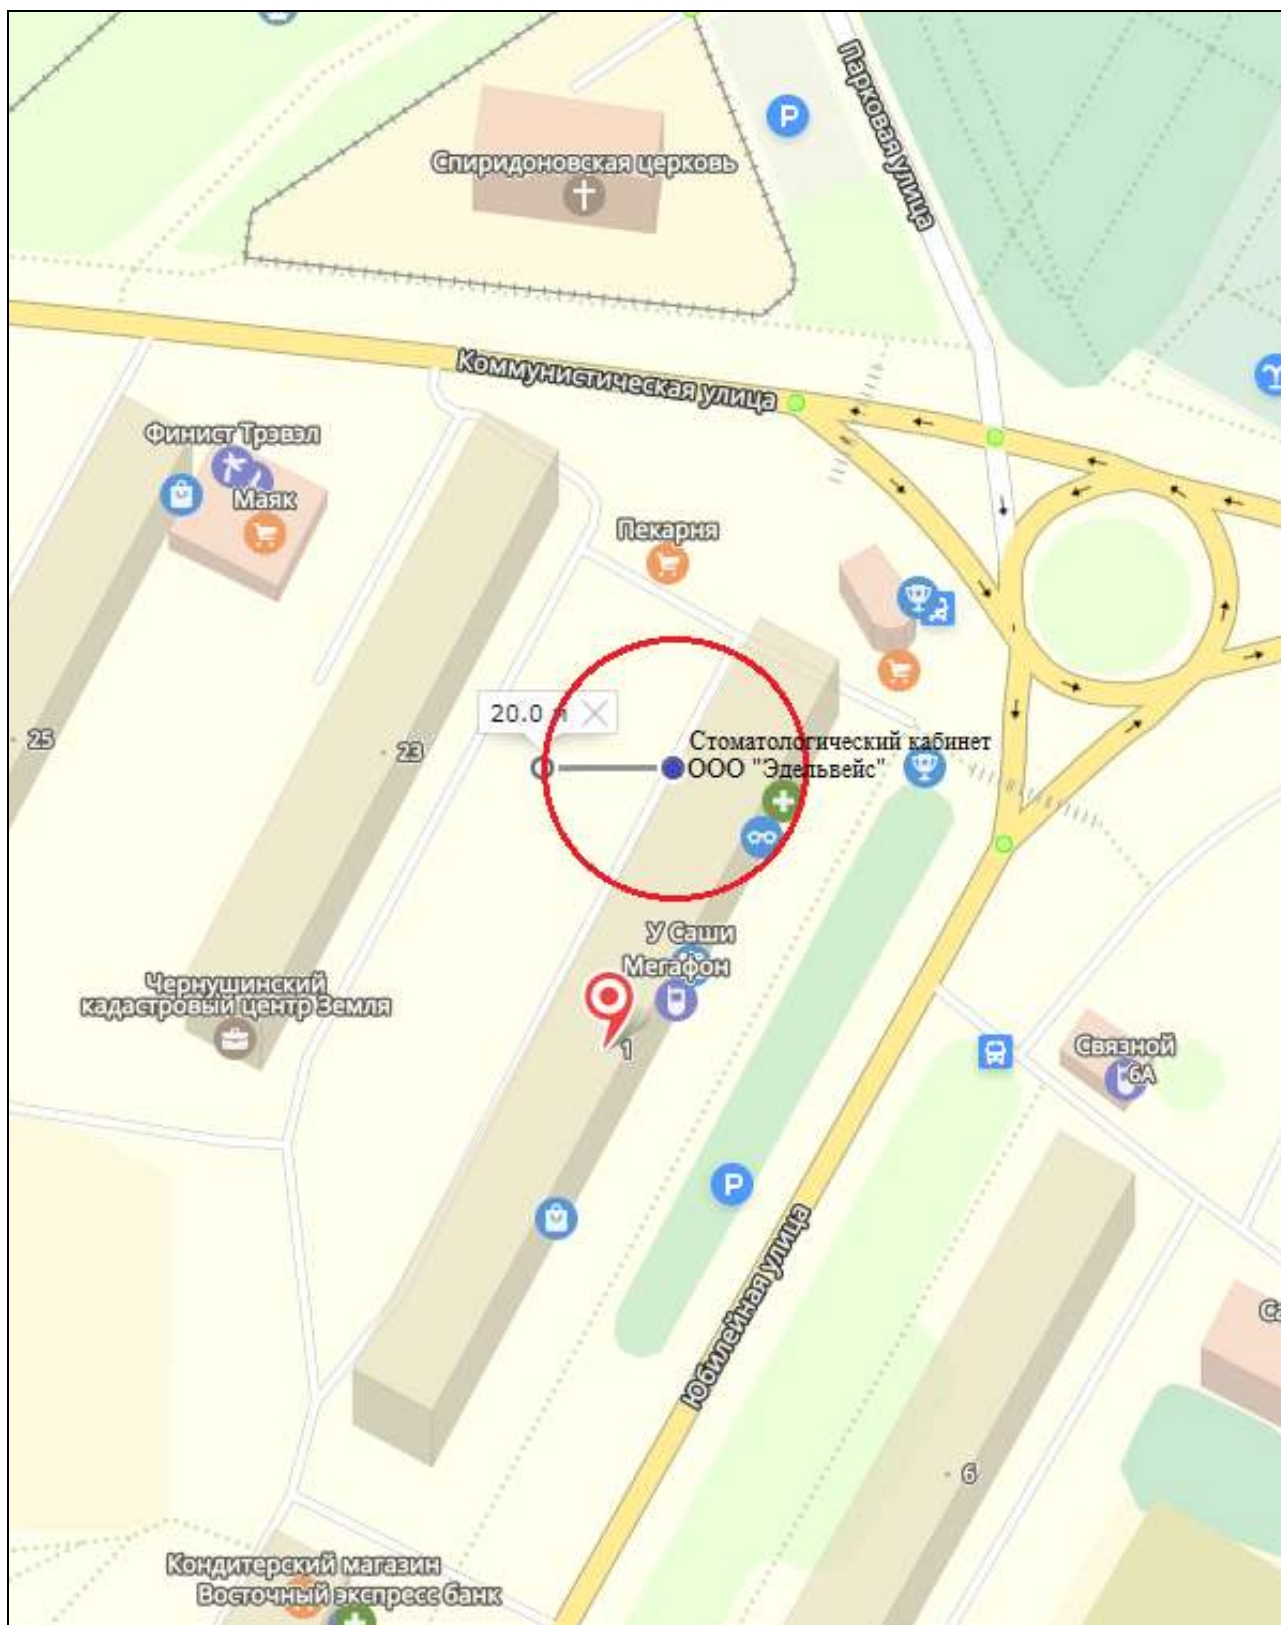 Парковая улица
Спиридоновская церковь
Коммунистическая улица
Финист Трэвэл
Маяк
Пекарня
20.0
Стоматологический кабинет
ООО "Эдельвейс"
25
23
У Саши
Мегафон
Чернушинский
кадастровый центр Земля
1
Связной
6А
Юбилейная улица
6
Кондитерский магазин
Восточный экспресс банк